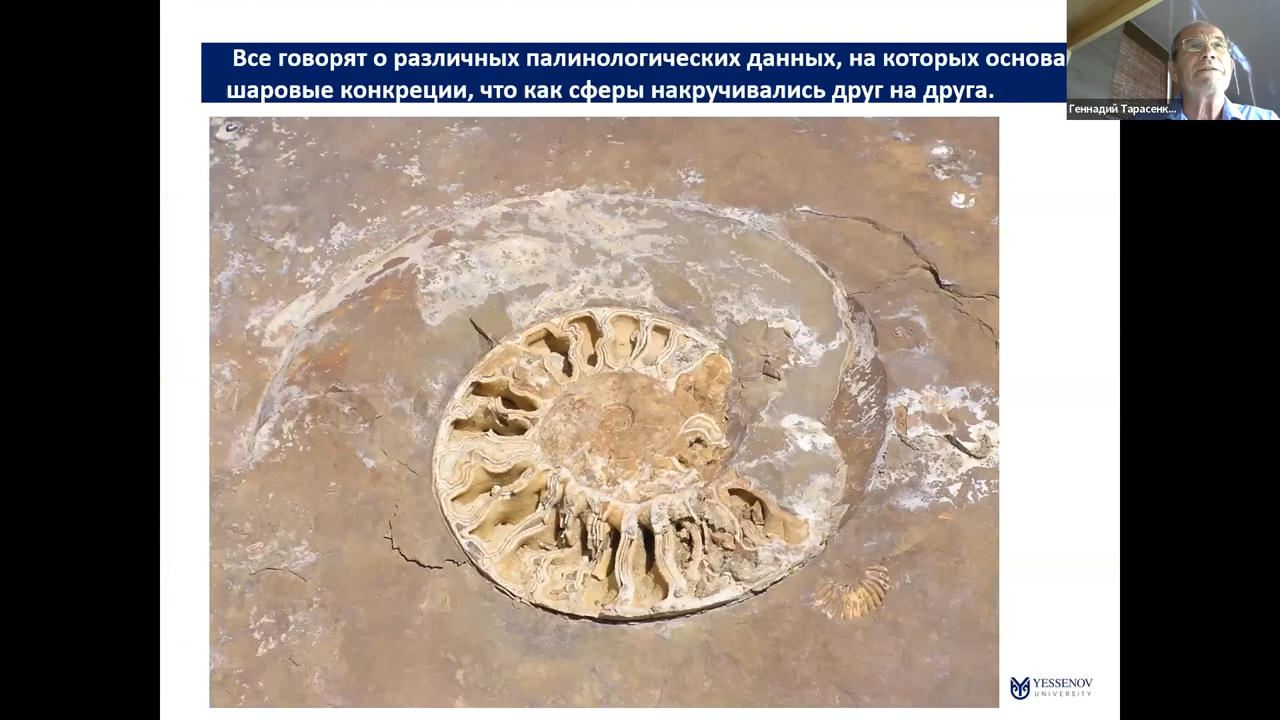 Все говорят о различных палинологических данных, на которых основа
шаровые конкреции, что как сферы накручивались друг на друга.
Геннадий Тарасенк...
YESSENOV
UNIVERSITY